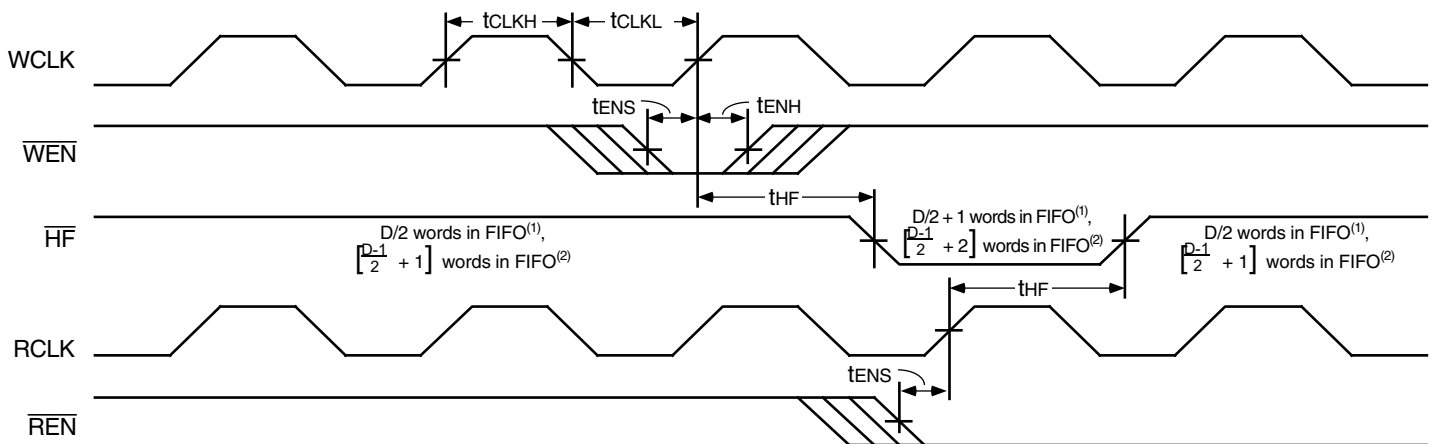 tCLKH
tCLKL
WCLK
tENS
tENH
WEN
tHF
HF
D/2 words in FIFO(1),
[D-1/2 + 1] words in FIFO(2)
D/2 + 1 words in FIFO(1),
[D-1/2 + 2] words in FIFO(2)
D/2 words in FIFO(1),
[D-1/2 + 1] words in FIFO(2)
tHF
RCLK
tENS
REN